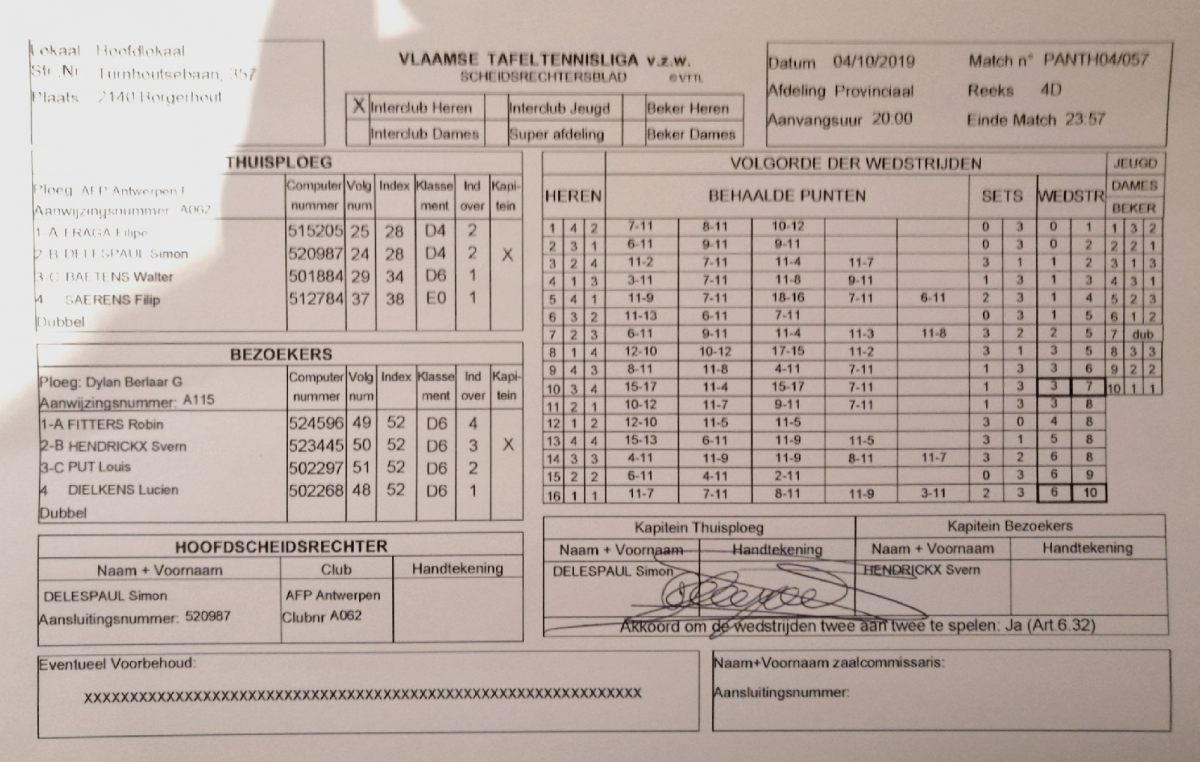 Lokaal Hoofdlokaal
Str.,Nr Turnhoutsebaan, 357
Plaats 2140 Borgerhout
VLAAMSE TAFELTENNISLIGA v.z.w.
SCHEIDSRECHTERSBLAD ©VTTL
X Interclub Heren Interclub Jeugd Beker Heren
Interclub Dames Super afdeling Beker Dames
Datum 04/10/2019 Match n° PANTH04/057
Afdeling Provinciaal Reeks 4D
Aanvangsuur 20:00 Einde Match 23:57
THUISPLOEG
Ploeg AFP Antwerpen
Aanwijzingsnummer A062
Computer nummer Volg num Index Klasse ment Ind over Kapi- tein
1-A FRAGA Filipe 515205 25 28 D4 2
2-B DELESPAUL Simon 520987 24 28 D4 2 X
3-C BAETENS Walter 501884 29 34 D6 1
4 SAERENS Filip 512784 37 38 E0 1
Dubbel
BEZOEKERS
Ploeg: Dylan Berlaar G
Aanwijzingsnummer: A115
Computer nummer Volg num Index Klasse ment Ind over Kapi- tein
1-A FITTERS Robin 524596 49 52 D6 4
2-B HENDRICKX Svern 523445 50 52 D6 3 X
3-C PUT Louis 502297 51 52 D6 2
4 DIELKENS Lucien 502268 48 52 D6 1
Dubbel
HOOFDSCHEIDSRECHTER
Naam + Voornaam Club Handtekening
DELESPAUL Simon AFP Antwerpen
Aansluitingsnummer: 520987 Clubnr A062
VOLGORDE DER WEDSTRIJDEN JEUGD
DAMES
HEREN BEHAALDE PUNTEN SETS WEDSTR
BEKER
1 4 2 7-11 8-11 10-12 0 3 0 1 1 3 2
2 3 1 6-11 9-11 9-11 0 3 0 2 2 2 1
3 2 4 11-2 7-11 11-4 11-7 3 1 1 2 3 1 3
4 1 3 3-11 7-11 11-8 9-11 1 3 1 3 4 3 1
5 4 1 11-9 7-11 18-16 7-11 6-11 2 3 1 4 5 2 3
6 3 2 11-13 6-11 7-11 0 3 1 5 6 1 2
7 2 3 6-11 9-11 11-4 11-3 11-8 3 2 2 5 7 dub
8 1 4 12-10 10-12 17-15 11-2 3 1 3 5 8 3 3
9 4 3 8-11 11-8 4-11 7-11 1 3 3 6 9 2 2
10 3 4 15-17 11-4 15-17 7-11 1 3 3 7 10 1 1
11 2 1 10-12 11-7 9-11 7-11 1 3 3 8
12 1 2 12-10 11-5 11-5 3 0 4 8
13 4 4 15-13 6-11 11-9 11-5 3 1 5 8
14 3 3 4-11 11-9 11-9 8-11 11-7 3 2 6 8
15 2 2 6-11 4-11 2-11 0 3 6 9
16 1 1 11-7 7-11 8-11 11-9 3-11 2 3 6 10
Kapitein Thuisploeg Kapitein Bezoekers
Naam + Voornaam Handtekening Naam + Voornaam Handtekening
DELESPAUL Simon HENDRICKX Svern
Akkoord om de wedstrijden twee aan twee te spelen: Ja (Art.6.32)
Eventueel Voorbehoud:
xxxxxxxxxxxxxxxxxxxxxxxxxxxxxxxxxxxxxxxxxxxxxxxxxxxxxxxxxxxxxx
Naam+Voornaam zaalcommissaris:
Aansluitingsnummer: